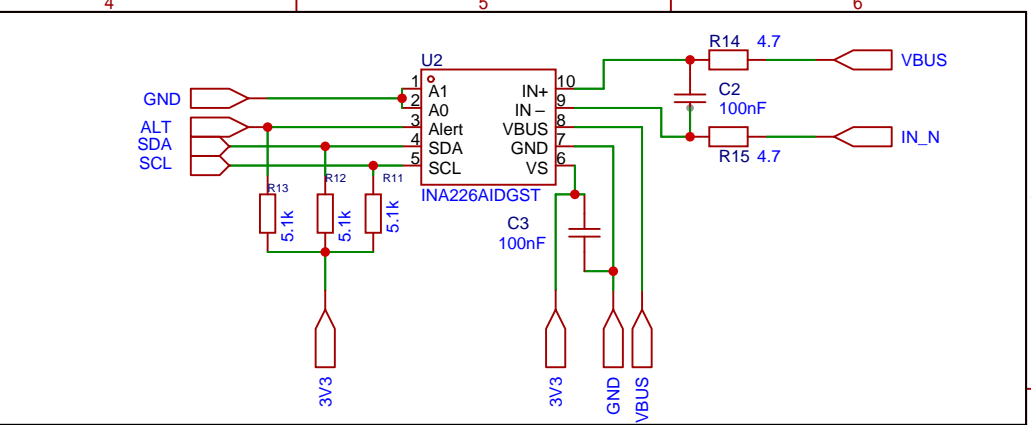 4 5 6
R14 4.7
VBUS
U2
1 A1 IN+ 10
C2
100nF
GND
2 A0 IN – 9
ALT
3 Alert VBUS 8
SDA
4 SDA GND 7
IN_N
SCL
5 SCL VS 6
R15 4.7
INA226AIDGST
R13 R12 R11
5.1k 5.1k 5.1k
C3
100nF
3V3 3V3 GND VBUS